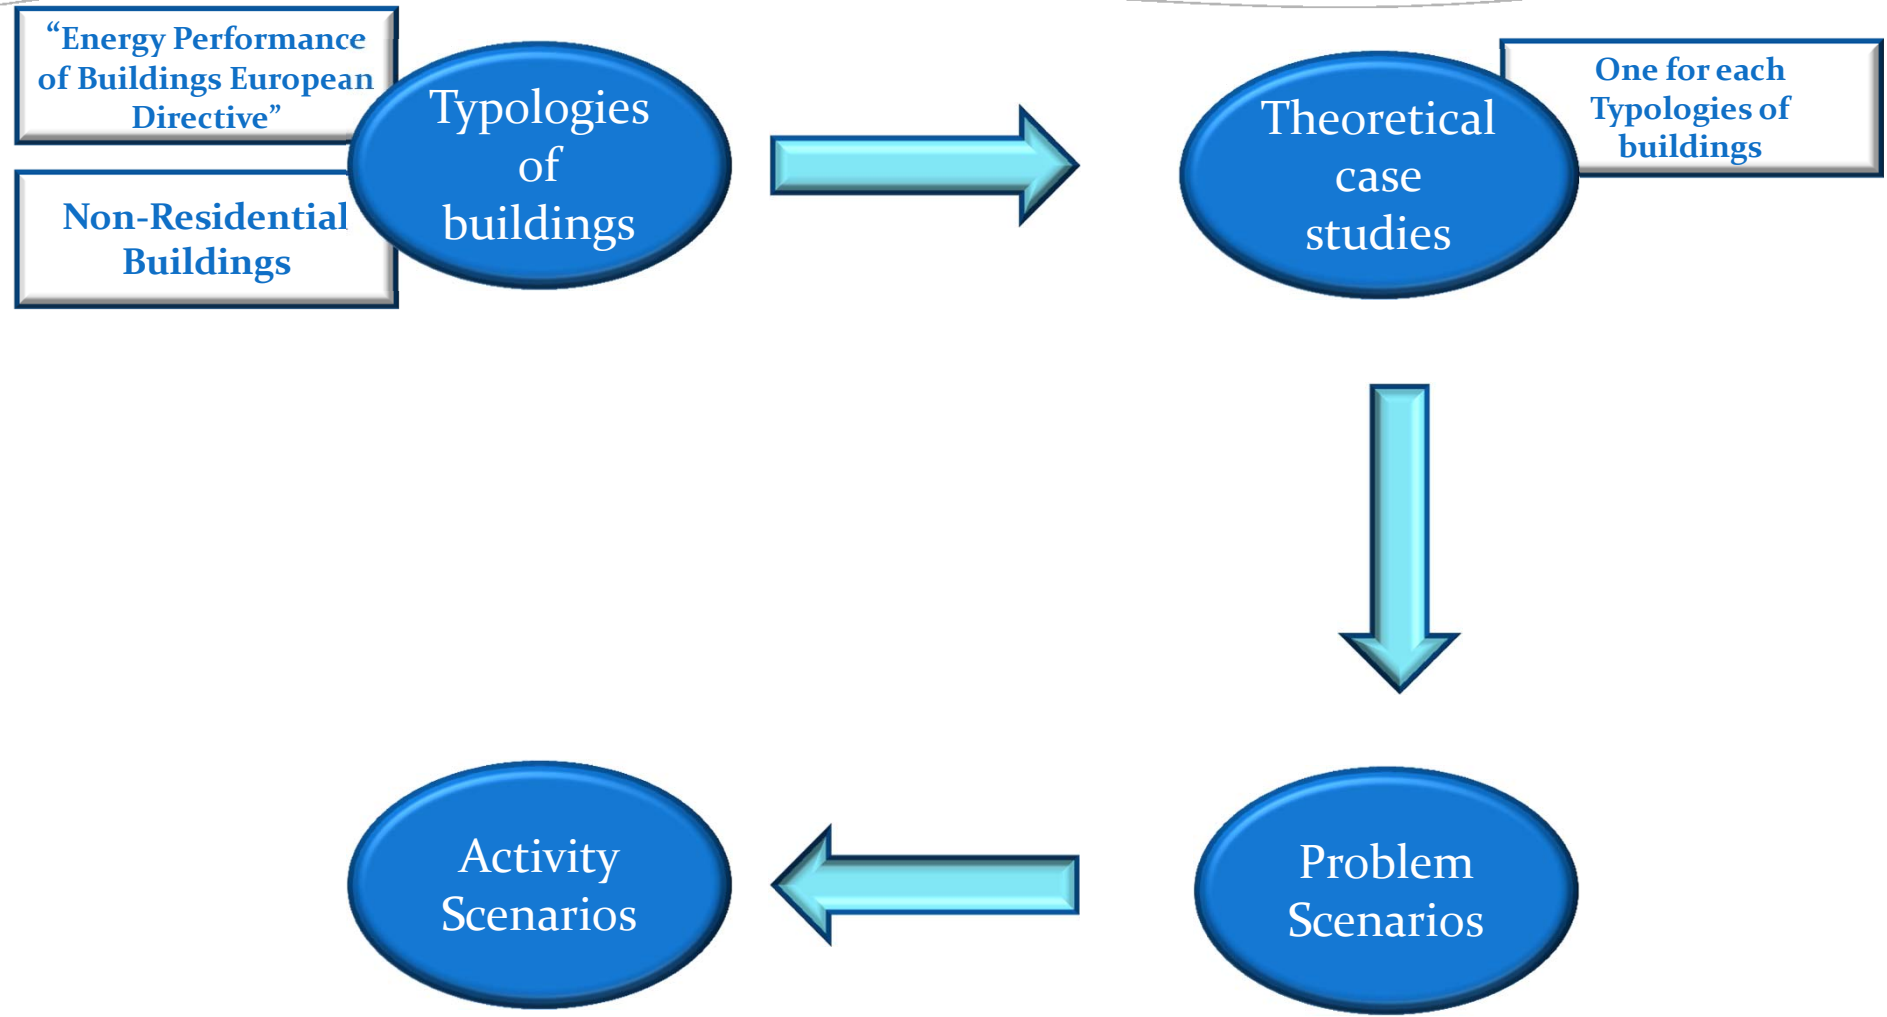 “Energy Performance
of Buildings European
Directive”
Non-Residential
Buildings
Typologies
of
buildings
Theoretical
case
studies
One for each
Typologies of
buildings
Problem
Scenarios
Activity
Scenarios